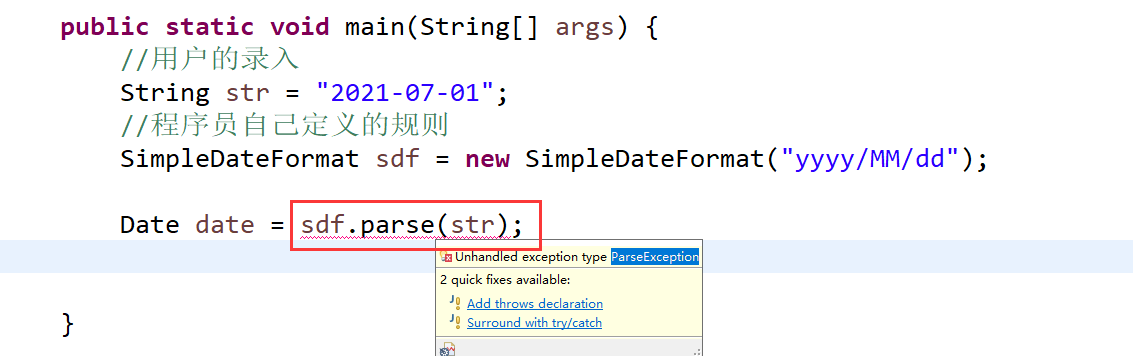 public static void main(String[] args) {
//用户的录入
String str = "2021-07-01";
//程序员自己定义的规则
SimpleDateFormat sdf = new SimpleDateFormat("yyyy/MM/dd");
Date date = sdf.parse(str);
Unhandled exception type ParseException
2 quick fixes available:
Add throws declaration
Surround with try/catch
}